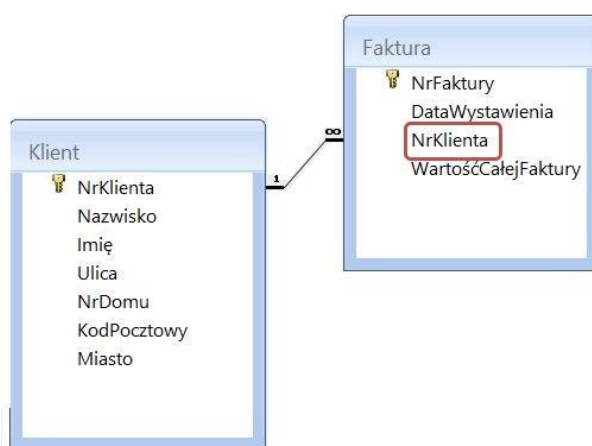 Faktura
NrFaktury
DataWystawienia
NrKlienta
WartośćCałejFaktury
∞
1
Klient
NrKlienta
Nazwisko
Imię
Ulica
NrDomu
KodPocztowy
Miasto